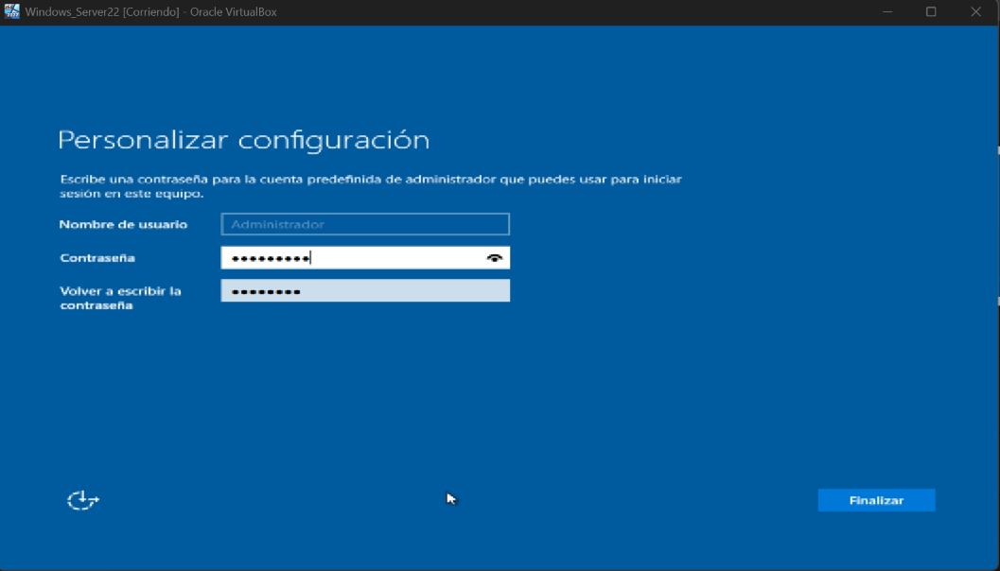 Windows_Server22 [Corriendo] - Oracle VirtualBox
Personalizar configuración
Escribe una contraseña para la cuenta predefinida de administrador que puedes usar para iniciar
sesión en este equipo.
Nombre de usuario
Administrador
Contraseña
●●●●●●●●●
Volver a escribir la
contraseña
●●●●●●●●
Finalizar